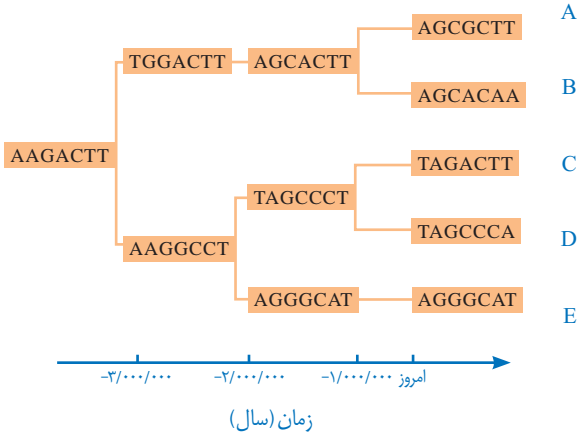 A
AGCGCTT
TGGACTT
AGCACTT
B
AGCACAA
AAGACTT
C
TAGACTT
TAGCCCT
D
TAGCCCA
AAGGCCT
E
AGGGCAT
AGGGCAT
-۳/۰۰۰/۰۰۰
-۲/۰۰۰/۰۰۰
-۱/۰۰۰/۰۰۰
امروز
زمان (سال)